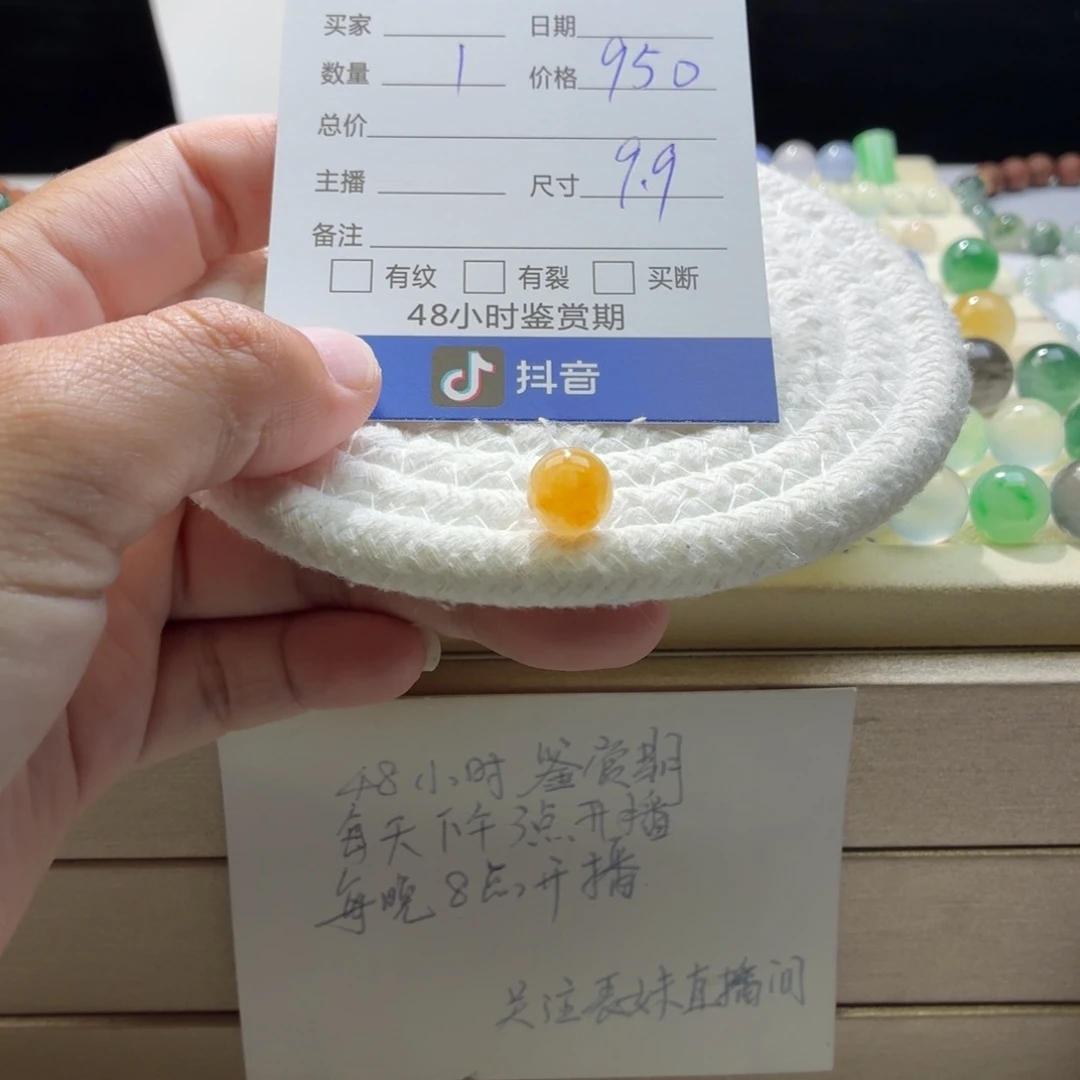 买家 日期
数量 1 价格 950
总价
主播 尺寸 9.9
备注
有纹 有裂 买断
48小时鉴赏期
抖音
48小时鉴赏期
每天下午3点开播
每晚8点开播
关注表妹直播间